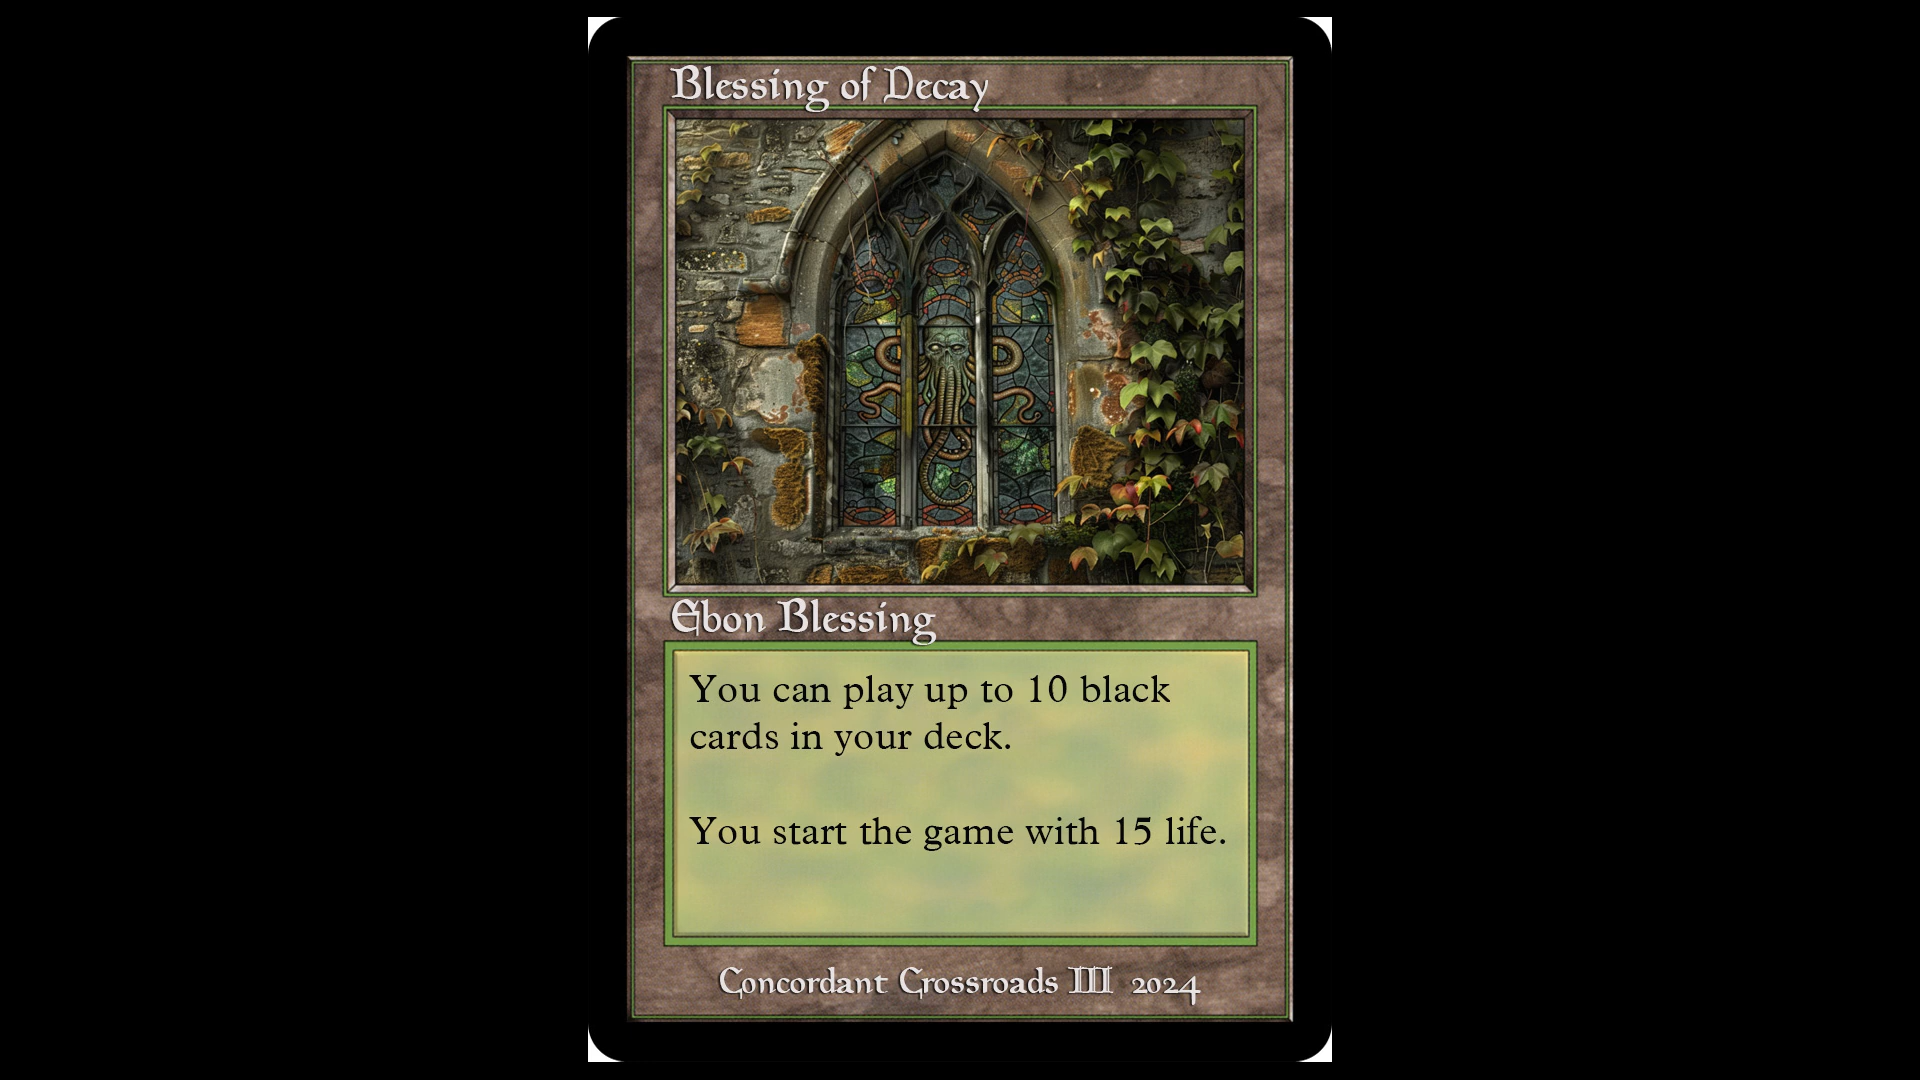 Blessing of Decay
Ebon Blessing
You can play up to 10 black
cards in your deck.
You start the game with 15 life.
Concordant Crossroads III 2024